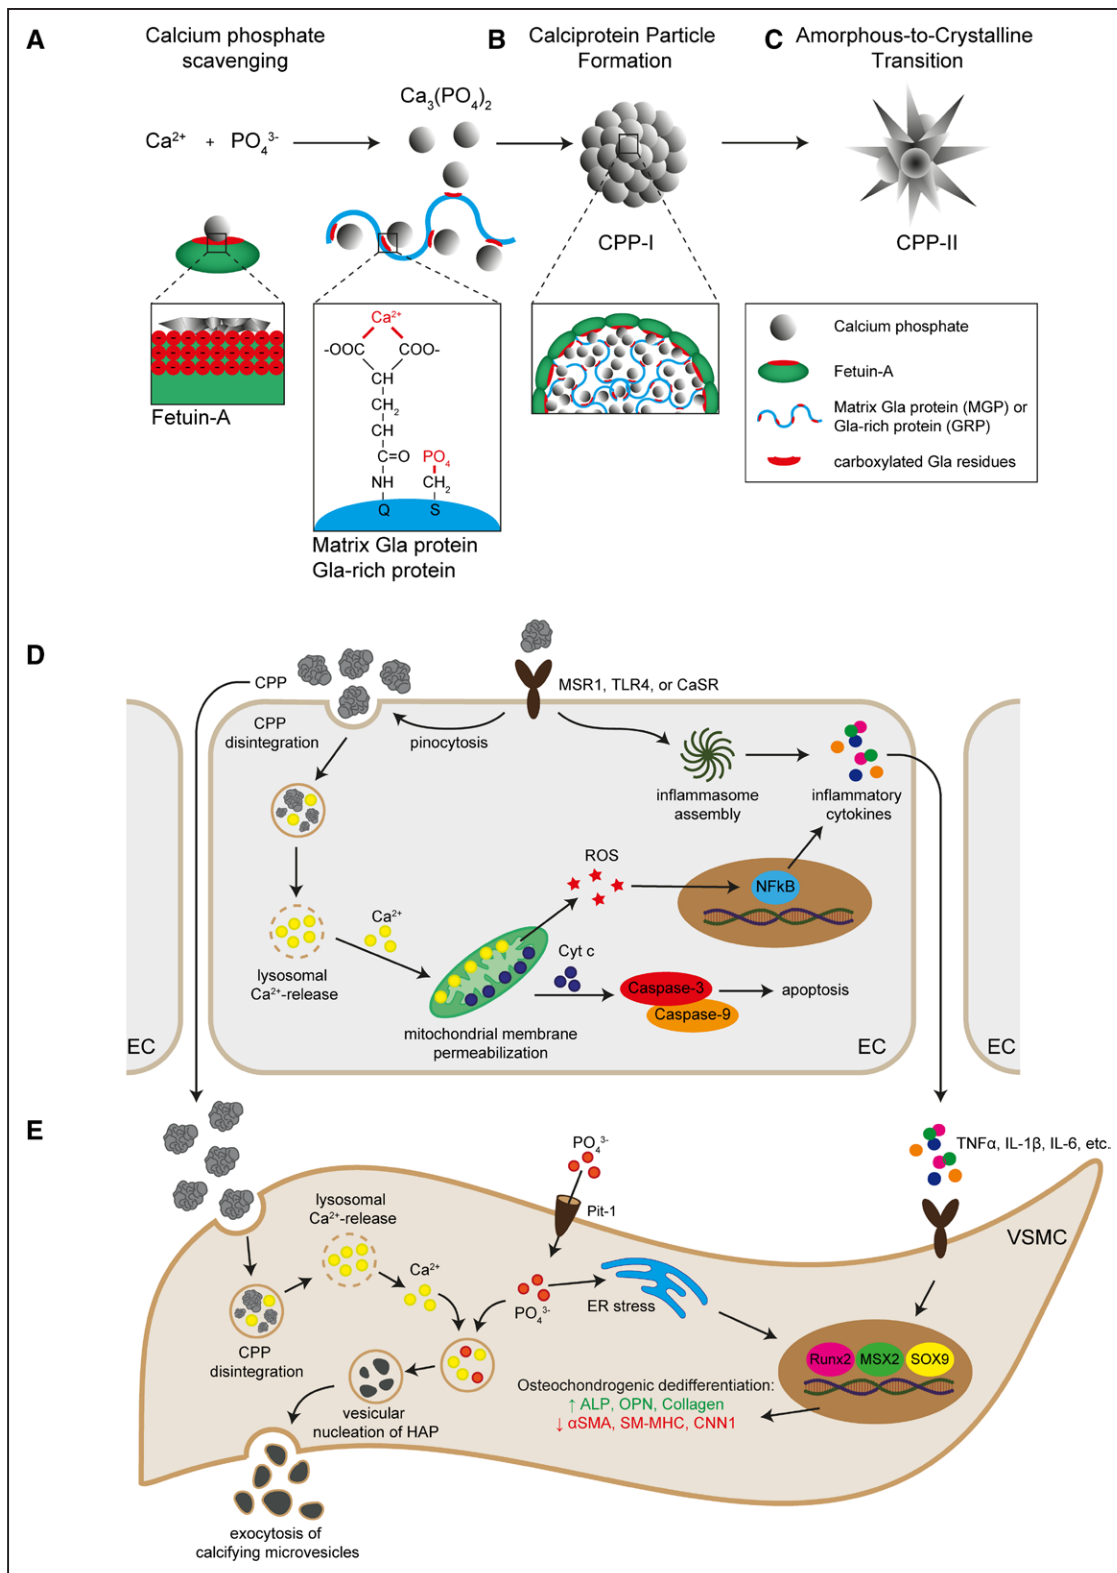 A
Calcium phosphate
scavenging
B
Calciprotein Particle
Formation
C
Amorphous-to-Crystalline
Transition
Ca²⁺ + PO₄³⁻
Ca₃(PO₄)₂
CPP-I
CPP-II
Fetuin-A
Ca²⁺
-OOC COO-
CH
CH₂
CH
C=O
PO₄
NH
CH₂
Q S
Matrix Gla protein
Gla-rich protein
Calcium phosphate
Fetuin-A
Matrix Gla protein (MGP) or
Gla-rich protein (GRP)
carboxylated Gla residues
D
CPP
MSR1, TLR4, or CaSR
CPP
disintegration
pinocytosis
inflammasome
assembly
inflammatory
cytokines
ROS
NFkB
Ca²⁺
lysosomal
Ca²⁺-release
Cyt c
Caspase-3
Caspase-9
apoptosis
mitochondrial membrane
permeabilization
EC
EC
EC
E
PO₄³⁻
TNFα, IL-1β, IL-6, etc.
Pit-1
VSMC
lysosomal
Ca²⁺-release
Ca²⁺
PO₄³⁻
ER stress
CPP
disintegration
Runx2
MSX2
SOX9
vesicular
nucleation of HAP
Osteochondrogenic dedifferentiation:
↑ ALP, OPN, Collagen
↓ αSMA, SM-MHC, CNN1
exocytosis of
calcifying microvesicles